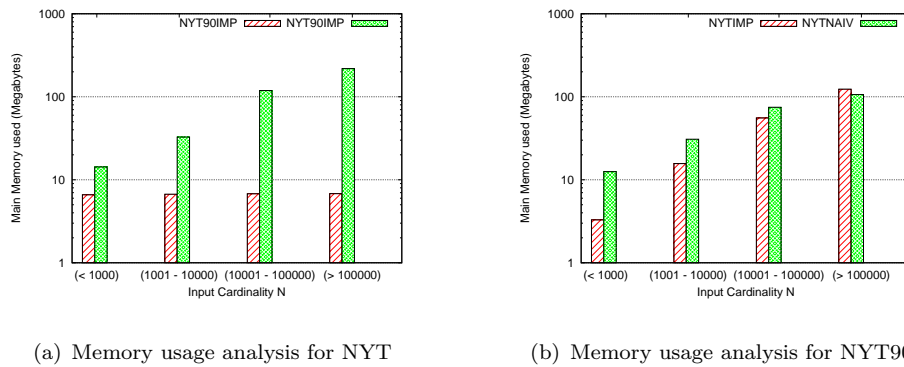 1000
100
10
1
Main Memory used (Megabytes)
NYT90IMP NYT90IMP
(< 1000) (1001 - 10000) (10001 - 100000) (> 100000)
Input Cardinality N
(a) Memory usage analysis for NYT
1000
100
10
1
Main Memory used (Megabytes)
NYTIMP NYTNAIV
(< 1000) (1001 - 10000) (10001 - 100000) (> 100000)
Input Cardinality N
(b) Memory usage analysis for NYT90